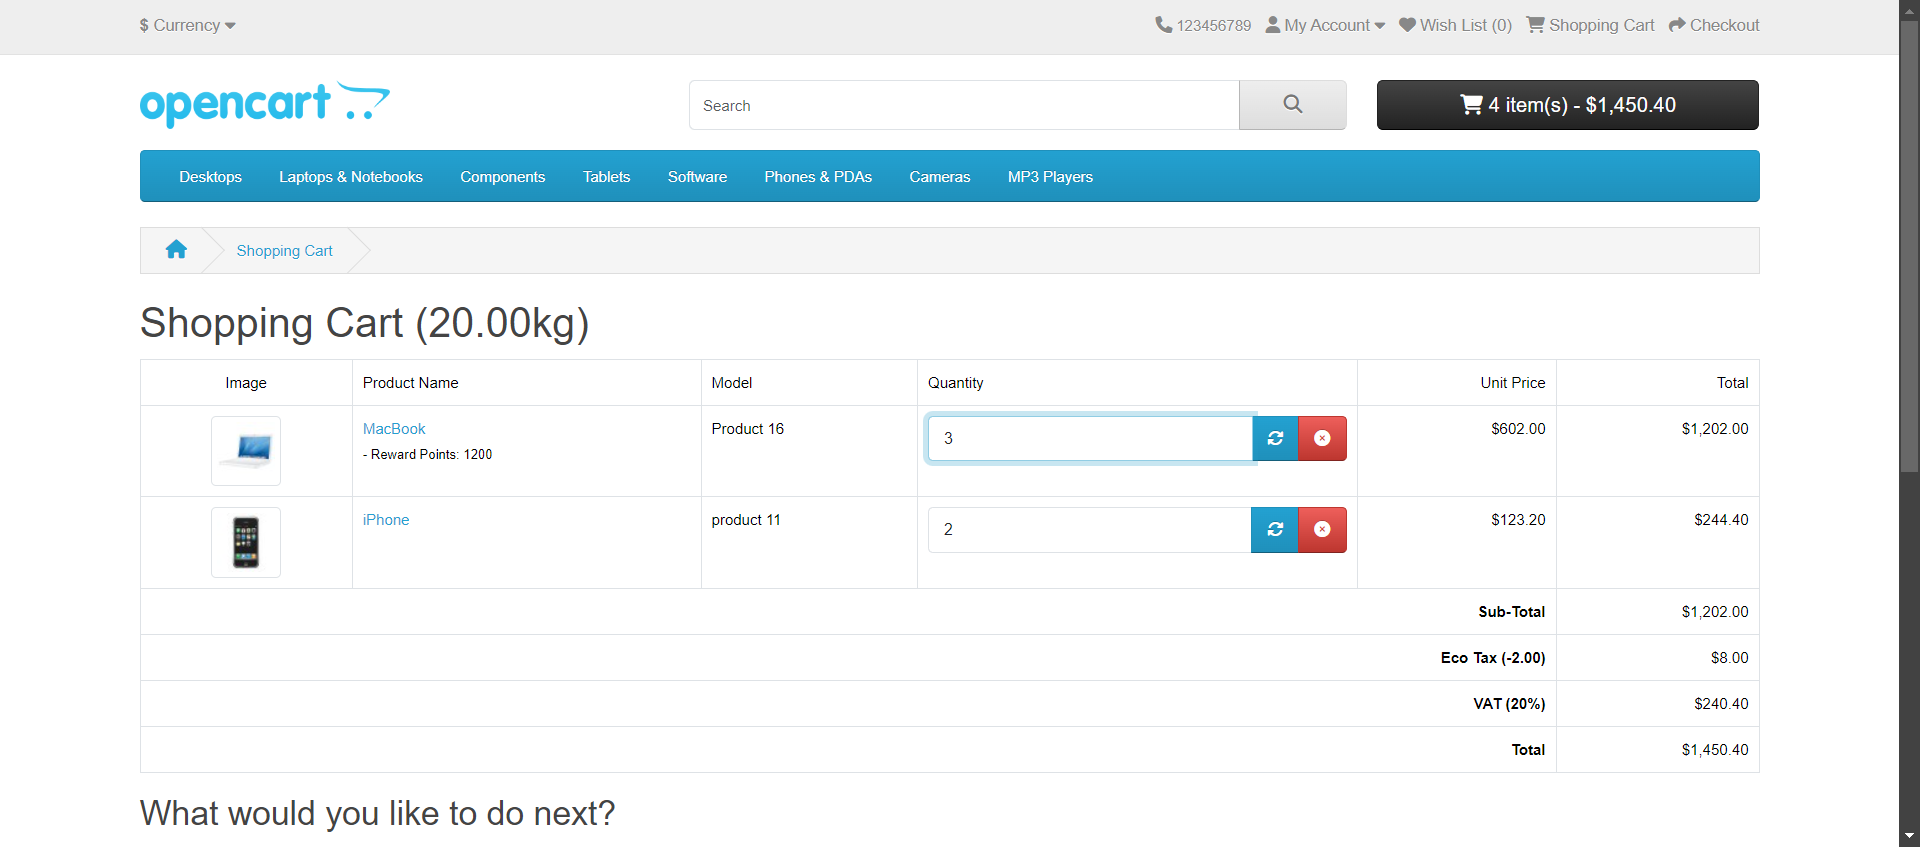 $ Currency
123456789 My Account Wish List (0) Shopping Cart Checkout
opencart
Search
4 item(s) - $1,450.40
Desktops Laptops & Notebooks Components Tablets Software Phones & PDAs Cameras MP3 Players
Shopping Cart
Shopping Cart (20.00kg)
Image Product Name Model Quantity Unit Price Total
MacBook Product 16 3 $602.00 $1,202.00
- Reward Points: 1200
iPhone product 11 2 $123.20 $244.40
Sub-Total $1,202.00
Eco Tax (-2.00) $8.00
VAT (20%) $240.40
Total $1,450.40
What would you like to do next?